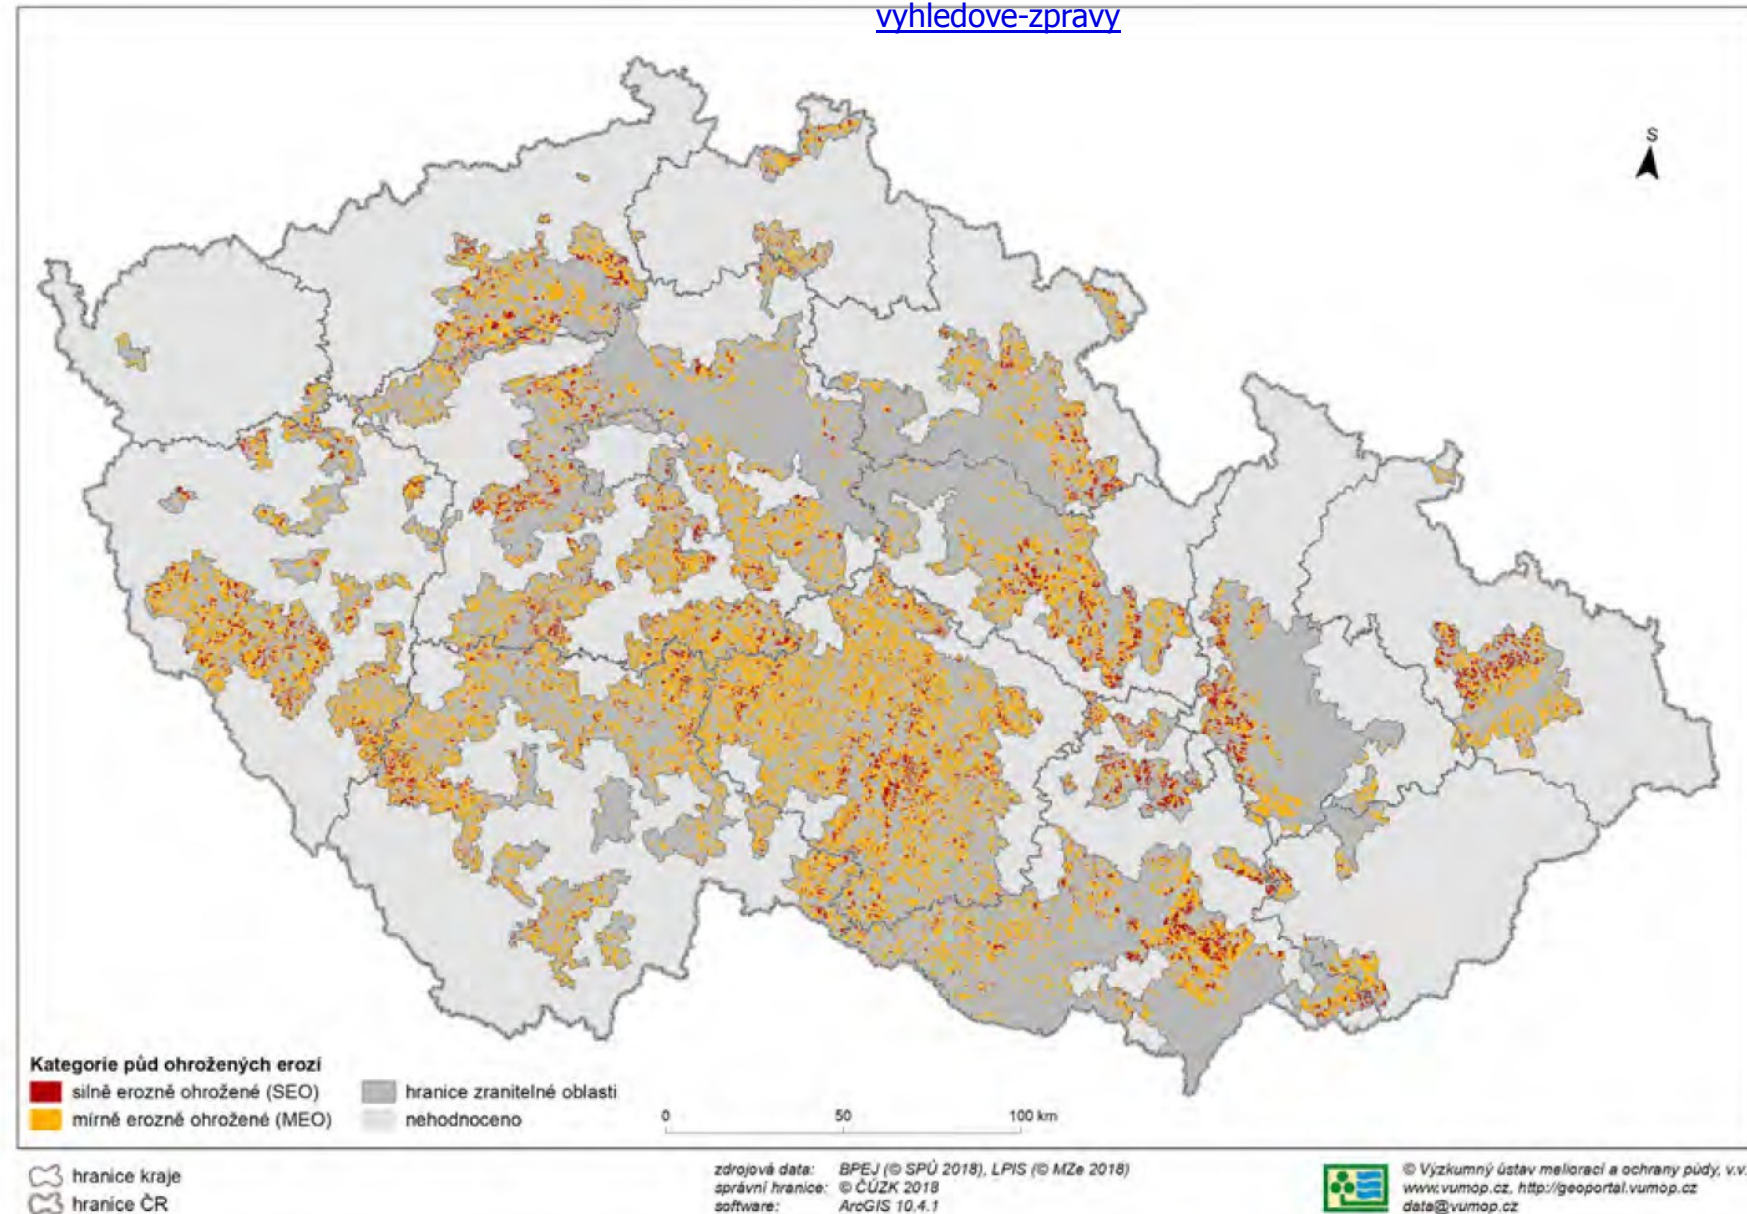 vyhledove-zpravy
S
Kategorie půd ohrožených erozí
silně erozně ohrožené (SEO)
mírně erozně ohrožené (MEO)
hranice zranitelné oblasti
nehodnoceno
0 50 100 km
hranice kraje
hranice ČR
zdrojová data: BPEJ (© SPÚ 2018), LPIS (© MZe 2018)
správní hranice: © ČÚZK 2018
software: ArcGIS 10.4.1
© Výzkumný ústav meliorací a ochrany půdy, v.v.
www.vumop.cz, http://geoportal.vumop.cz
data@vumop.cz